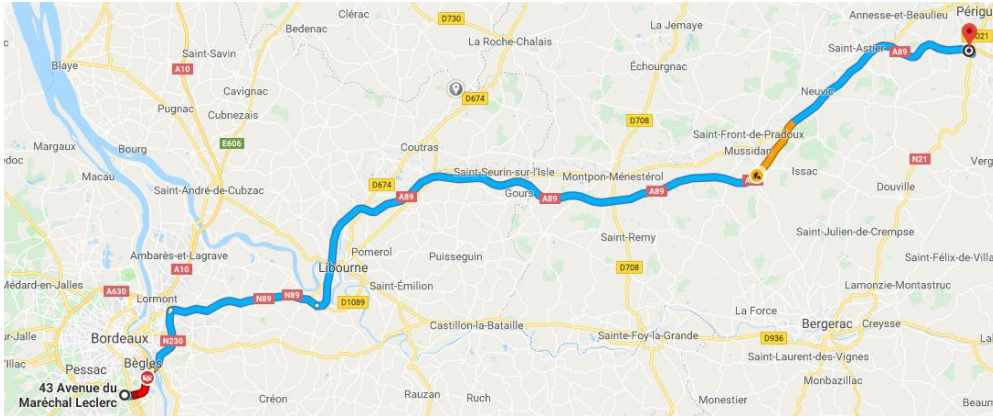 Clérac
D730
La Jemaye
Annesse-et-Beaulieu
Périgu
Bedenac
La Roche-Chalais
Saint-Savin
Saint-Astier
A89
021
Blaye
A10
Cavignac
Échourgnac
D674
Neuvic
Pugnac
Cubnezais
D708
Margaux
Bourg
E606
Coutras
Saint-Front-de-Pradoux
Mussidan
N21
Verg
edoc
Macau
Saint-André-de-Cubzac
D674
Saint-Seurin-sur-l'Isle
Montpon-Ménestérol
Issac
Douville
A89
Gours
A89
A89
Saint-Julien-de-Crempse
Ambarès-et-Lagrave
Pomerol
Puisseguin
Saint-Remy
Saint-Félix-de-Villa
A10
Libourne
D708
Médard-en-Jalles
A630
Lormont
N89
N89
D1089
Saint-Émilion
Lamonzie-Montastruc
ur-Jalle
Bordeaux
N230
Castillon-la-Bataille
Sainte-Foy-la-Grande
La Force
Bergerac
Creysse
D936
Lal
l'Illac
Pessac
Bègles
Saint-Laurent-des-Vignes
Monbazillac
43 Avenue du
Maréchal Leclerc
Créon
Rauzan
Ruch
Monestier
Beaum